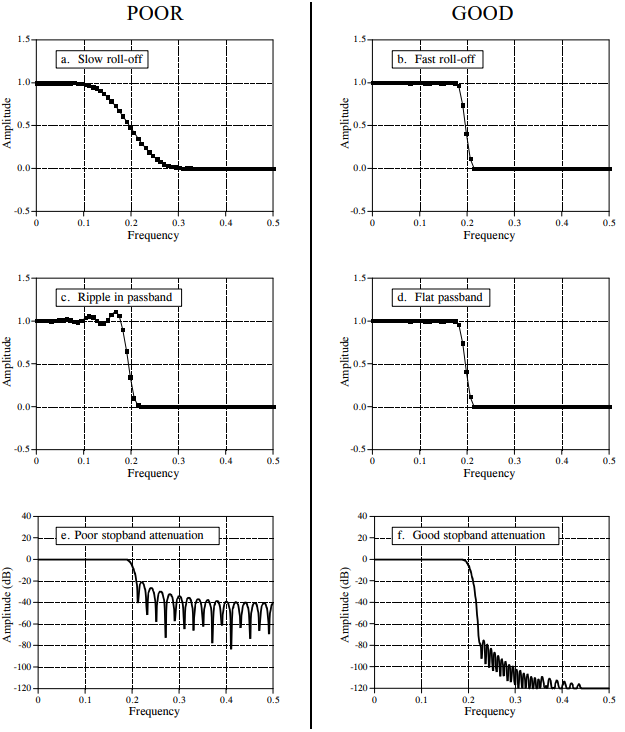 POOR
GOOD
a. Slow roll-off
1.5
1.0
0.5
0.0
-0.5
Amplitude
0 0.1 0.2 0.3 0.4 0.5
Frequency
b. Fast roll-off
1.5
1.0
0.5
0.0
-0.5
Amplitude
0 0.1 0.2 0.3 0.4 0.5
Frequency
c. Ripple in passband
1.5
1.0
0.5
0.0
-0.5
Amplitude
0 0.1 0.2 0.3 0.4 0.5
Frequency
d. Flat passband
1.5
1.0
0.5
0.0
-0.5
Amplitude
0 0.1 0.2 0.3 0.4 0.5
Frequency
e. Poor stopband attenuation
40
20
0
-20
-40
-60
-80
-100
-120
Amplitude (dB)
0 0.1 0.2 0.3 0.4 0.5
Frequency
f. Good stopband attenuation
40
20
0
-20
-40
-60
-80
-100
-120
Amplitude (dB)
0 0.1 0.2 0.3 0.4 0.5
Frequency